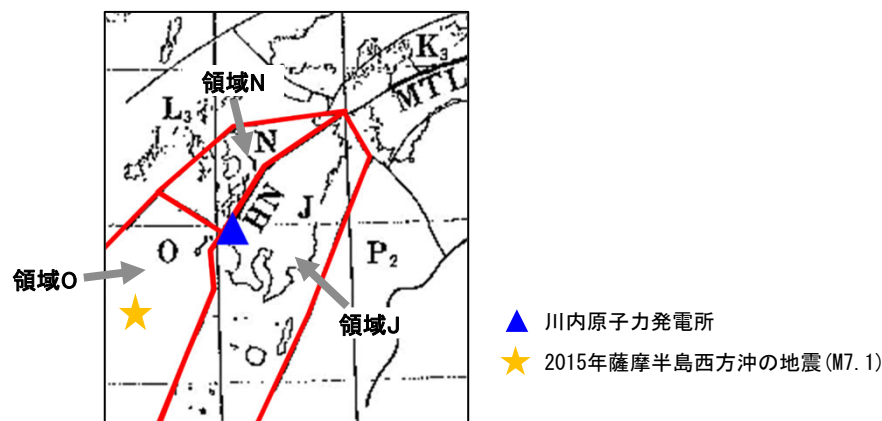 K₃
領域N
MTL
L₃
N
HN
J
O
P₂
領域O
領域J
川内原子力発電所
2015年薩摩半島西方沖の地震(M7.1)